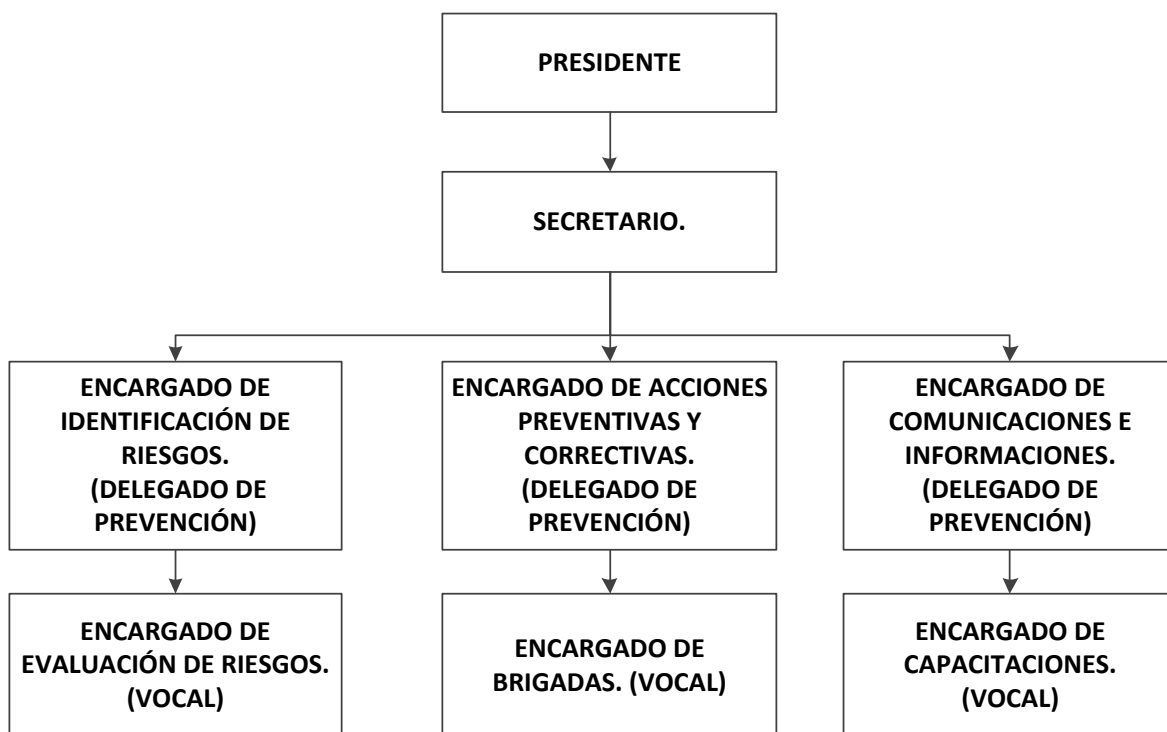 PRESIDENTE
SECRETARIO.
ENCARGADO DE
IDENTIFICACIÓN DE
RIESGOS.
(DELEGADO DE
PREVENCIÓN)
ENCARGADO DE ACCIONES
PREVENTIVAS Y
CORRECTIVAS.
(DELEGADO DE
PREVENCIÓN)
ENCARGADO DE
COMUNICACIONES E
INFORMACIONES.
(DELEGADO DE
PREVENCIÓN)
ENCARGADO DE
EVALUACIÓN DE RIESGOS.
(VOCAL)
ENCARGADO DE
BRIGADAS. (VOCAL)
ENCARGADO DE
CAPACITACIONES.
(VOCAL)